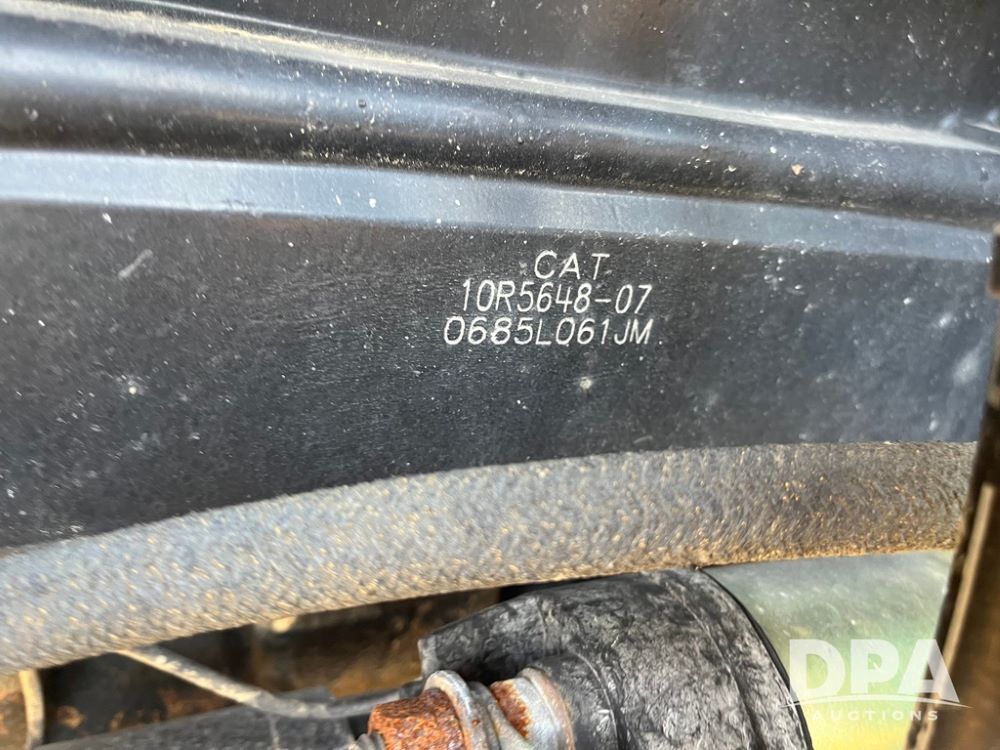 CAT
10R5648-07
0685L061JM
DPA
AUCTIONS